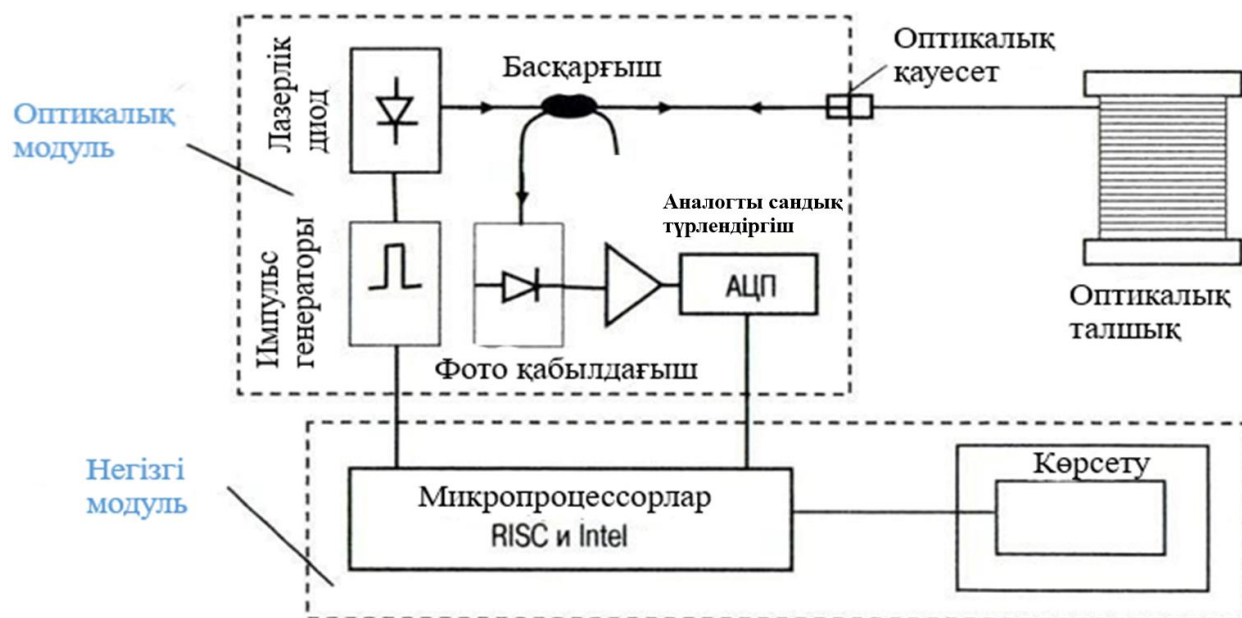 Оптикалық
модуль
Лазерлік
диод
Басқарғыш
Оптикалық
қауесет
Импульс
генераторы
Аналогты сандық
түрлендіргіш
АЦП
Фото қабылдағыш
Оптикалық
талшық
Негізгі
модуль
Микропроцессорлар
RISC и Intel
Көрсету